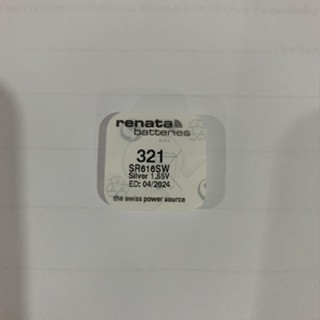 renata
batteries
321
SR616SW
Silver 1.55V
ED: 04/2024
the swiss power source